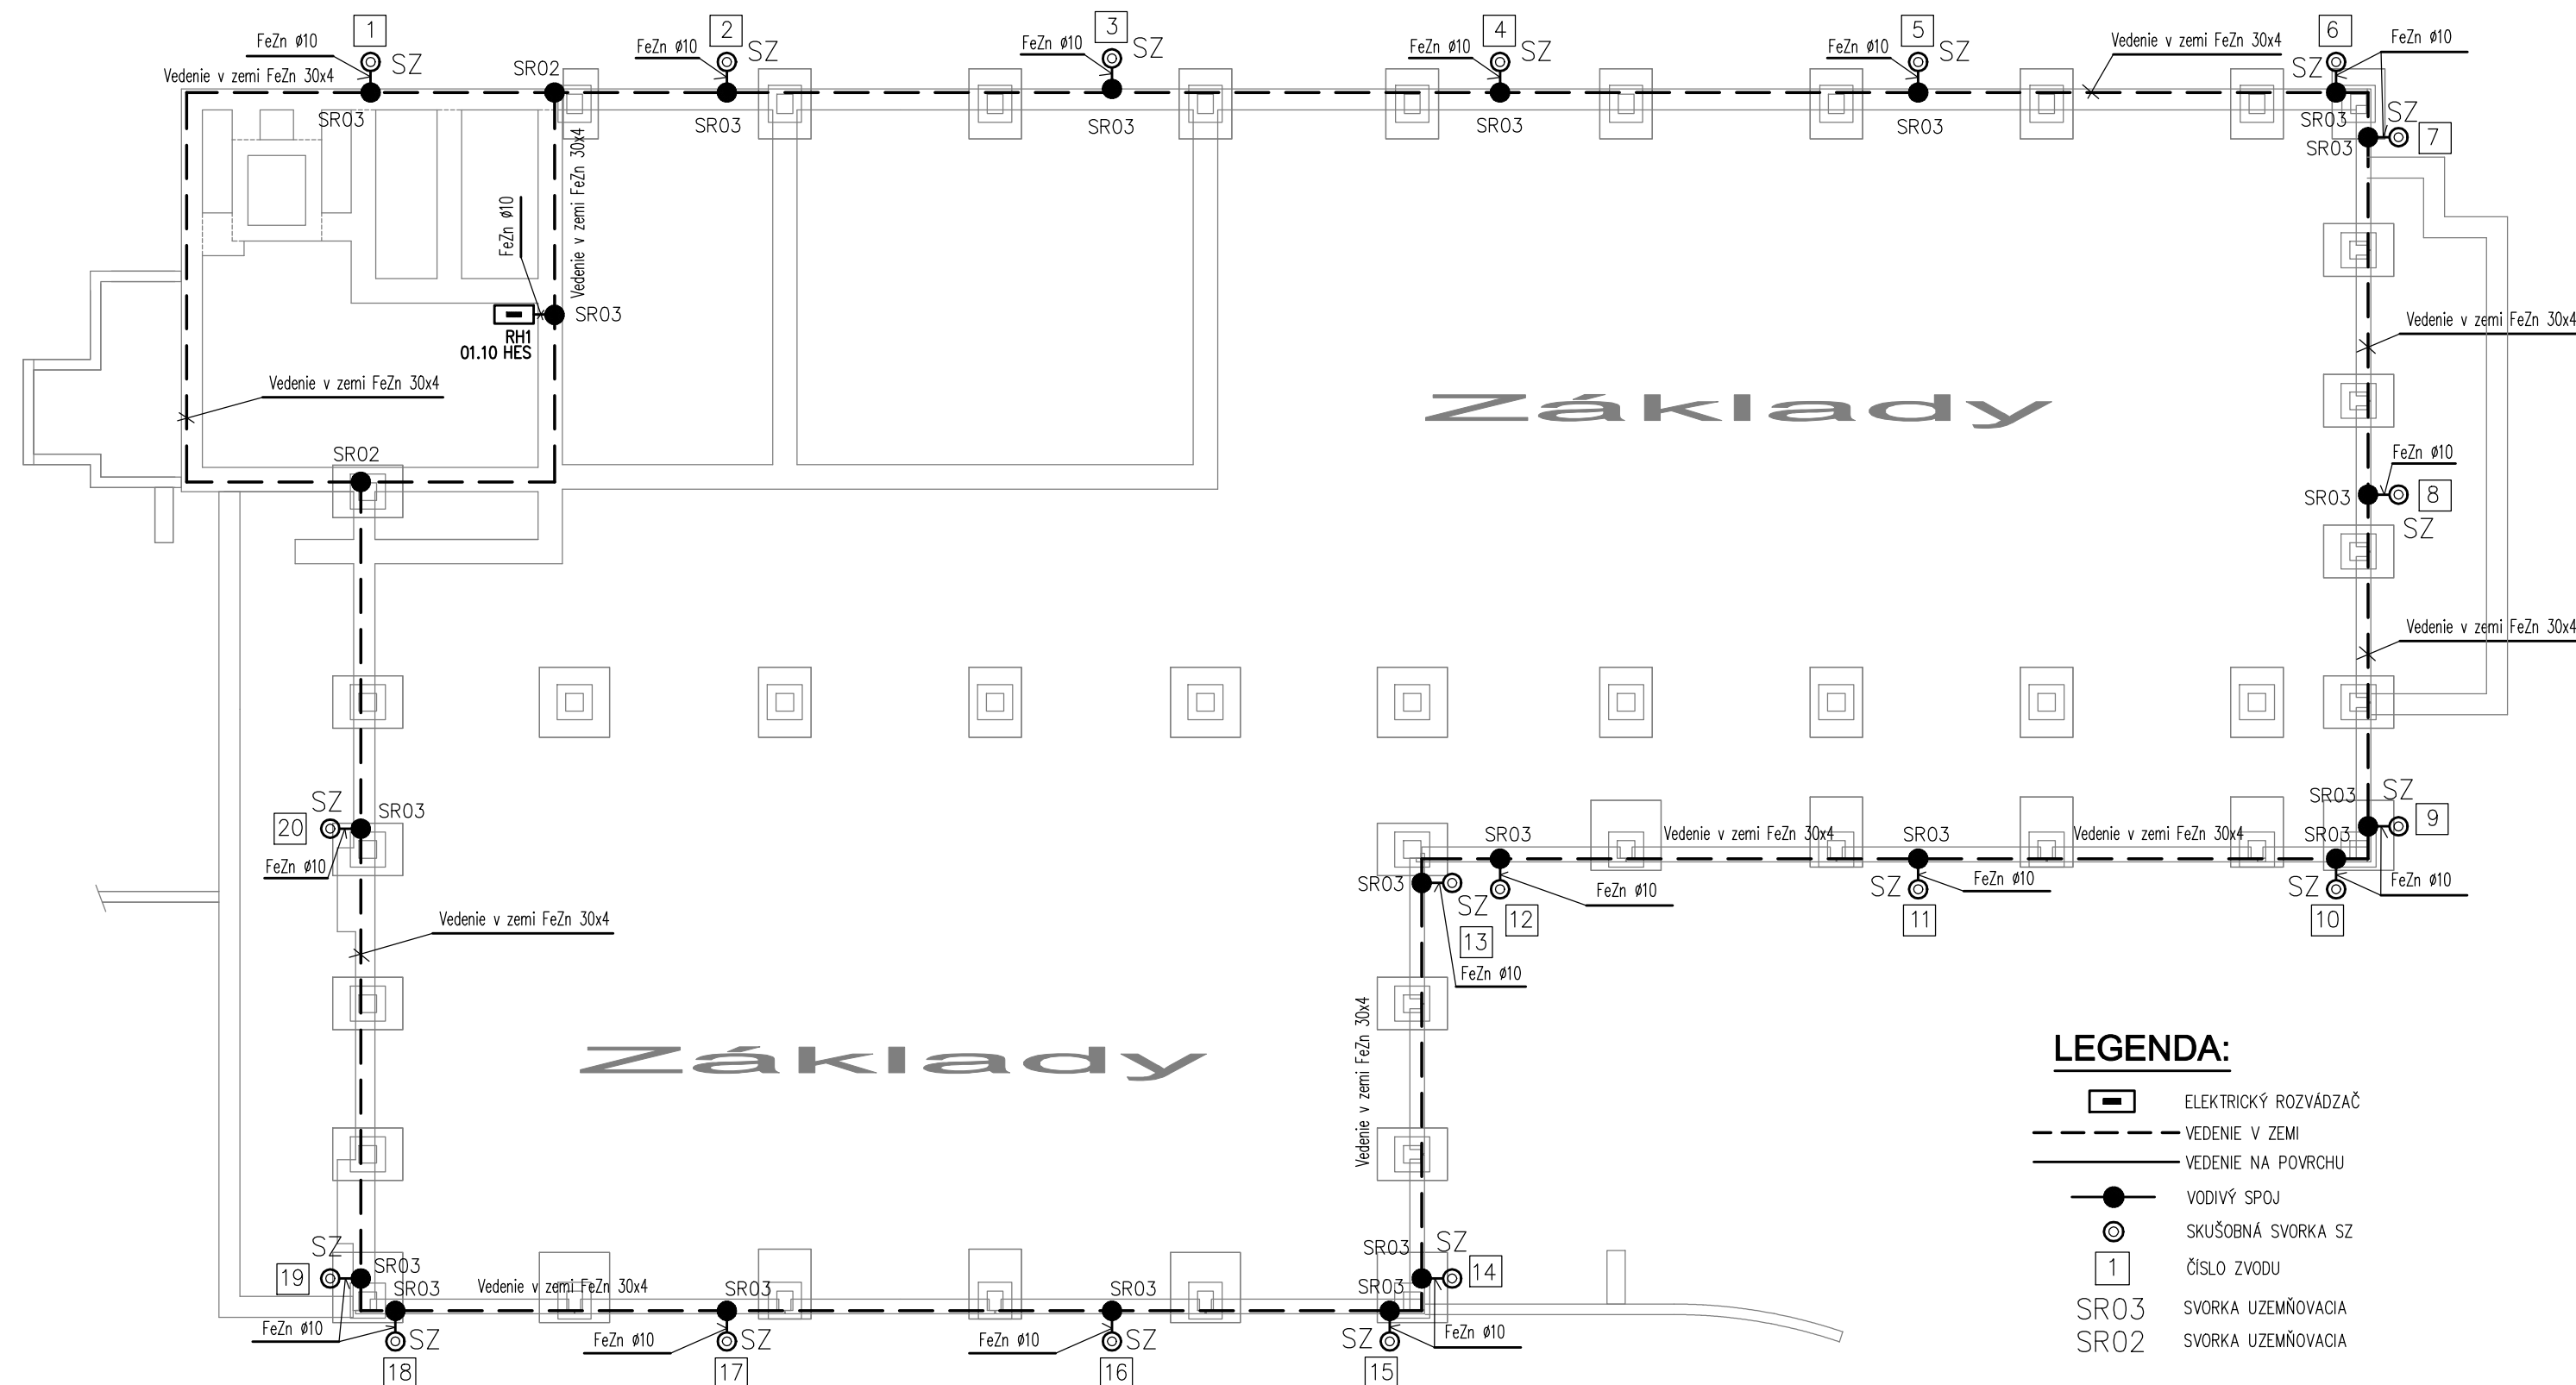 1
2
3
4
5
6
FeZn ø10
SZ
FeZn ø10
SZ
FeZn ø10
SZ
FeZn ø10
SZ
FeZn ø10
SZ
Vedenie v zemi FeZn 30x4
FeZn ø10
SZ
Vedenie v zemi FeZn 30x4
SR02
SR03
SR03
SR03
SR03
SR03
SR03
SZ
7
SR03
Vedenie v zemi FeZn 30x4
FeZn ø10
SR03
RH1
01.10 HES
Vedenie v zemi FeZn 30x4
Vedenie v zemi FeZn 30x4
Základy
SR02
FeZn ø10
SR03
8
SZ
Vedenie v zemi FeZn 30x4
SZ
SR03
20
FeZn ø10
SR03
SZ
9
SR03
Vedenie v zemi FeZn 30x4
SR03
Vedenie v zemi FeZn 30x4
SR03
SR03
SZ
12
FeZn ø10
SZ
11
FeZn ø10
SZ
10
FeZn ø10
13
FeZn ø10
Vedenie v zemi FeZn 30x4
Vedenie v zemi FeZn 30x4
Základy
SZ
SR03
19
SR03
Vedenie v zemi FeZn 30x4
SR03
SR03
SR03
SZ
14
SR03
FeZn ø10
SZ
18
FeZn ø10
SZ
17
FeZn ø10
SZ
16
SZ
15
FeZn ø10
LEGENDA:
ELEKTRICKÝ ROZVÁDZAČ
VEDENIE V ZEMI
VEDENIE NA POVRCHU
VODIVÝ SPOJ
SKUŠOBNÁ SVORKA SZ
1 ČÍSLO ZVODU
SR03 SVORKA UZEMŇOVACIA
SR02 SVORKA UZEMŇOVACIA